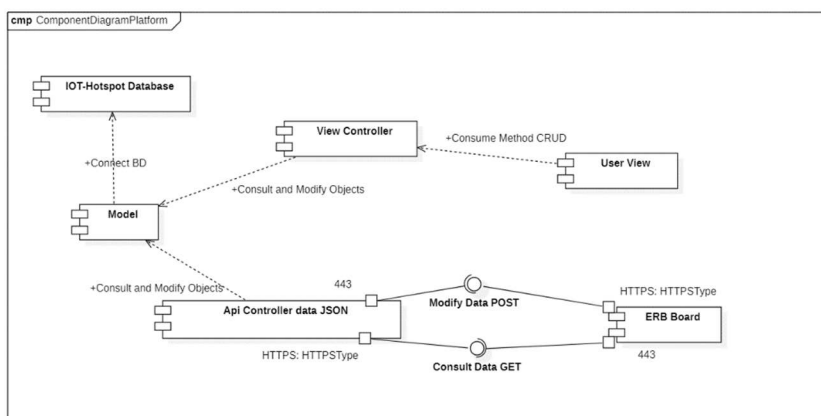 cmp ComponentDiagramPlatform
IOT-Hotspot Database
View Controller
+Consume Method CRUD
User View
+Connect BD
+Consult and Modify Objects
Model
+Consult and Modify Objects
443
HTTPS: HTTPSType
Api Controller data JSON
Modify Data POST
ERB Board
HTTPS: HTTPSType
Consult Data GET
443